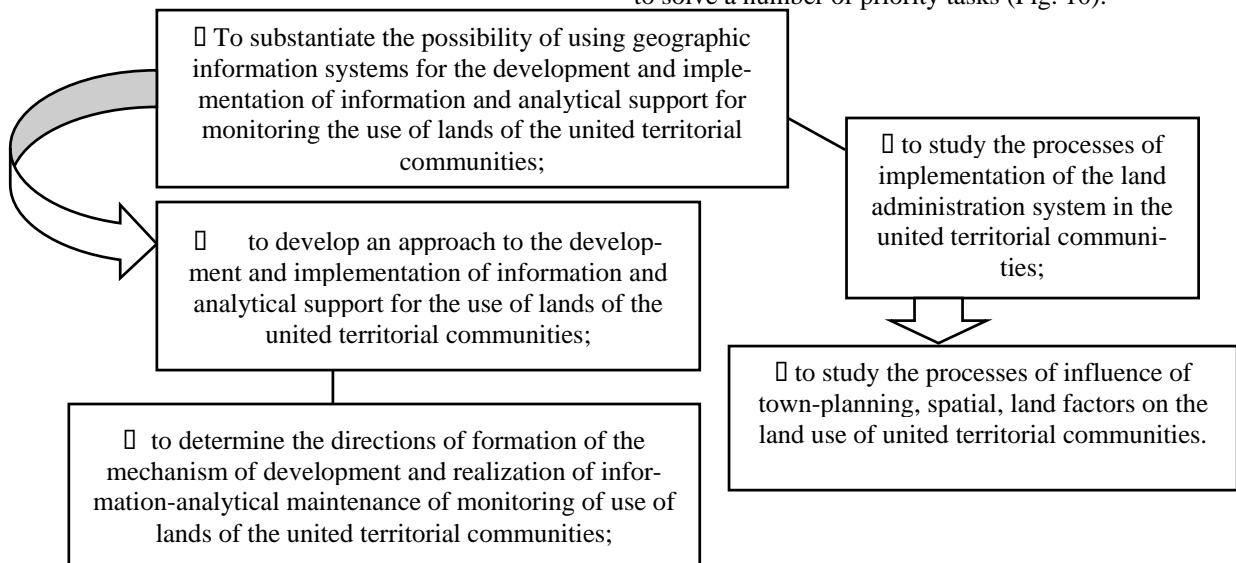 to solve a number of priority tasks (Fig. 10).
▯ To substantiate the possibility of using geographic
information systems for the development and imple-
mentation of information and analytical support for
monitoring the use of lands of the united territorial
communities;
▯ to study the processes of
implementation of the land
administration system in the
united territorial communi-
ties;
▯ to develop an approach to the develop-
ment and implementation of information and
analytical support for the use of lands of the
united territorial communities;
▯ to study the processes of influence of
town-planning, spatial, land factors on the
land use of united territorial communities.
▯ to determine the directions of formation of the
mechanism of development and realization of infor-
mation-analytical maintenance of monitoring of use of
lands of the united territorial communities;